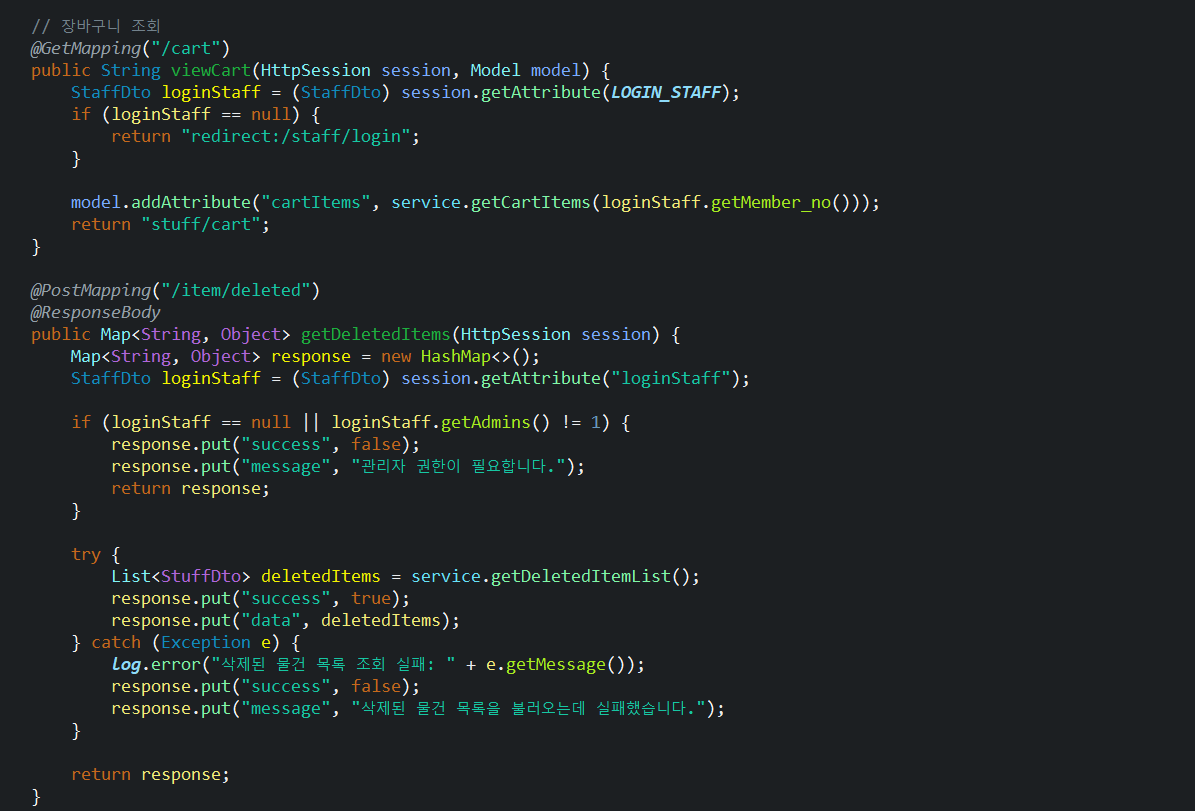 // 장바구니 조회
@GetMapping("/cart")
public String viewCart(HttpSession session, Model model) {
    StaffDto loginStaff = (StaffDto) session.getAttribute(LOGIN_STAFF);
    if (loginStaff == null) {
        return "redirect:/staff/login";
    }

    model.addAttribute("cartItems", service.getCartItems(loginStaff.getMember_no()));
    return "stuff/cart";
}

@PostMapping("/item/deleted")
@ResponseBody
public Map<String, Object> getDeletedItems(HttpSession session) {
    Map<String, Object> response = new HashMap<>();
    StaffDto loginStaff = (StaffDto) session.getAttribute("loginStaff");

    if (loginStaff == null || loginStaff.getAdmins() != 1) {
        response.put("success", false);
        response.put("message", "관리자 권한이 필요합니다.");
        return response;
    }

    try {
        List<StuffDto> deletedItems = service.getDeletedItemList();
        response.put("success", true);
        response.put("data", deletedItems);
    } catch (Exception e) {
        log.error("삭제된 물건 목록 조회 실패: " + e.getMessage());
        response.put("success", false);
        response.put("message", "삭제된 물건 목록을 불러오는데 실패했습니다.");
    }

    return response;
}